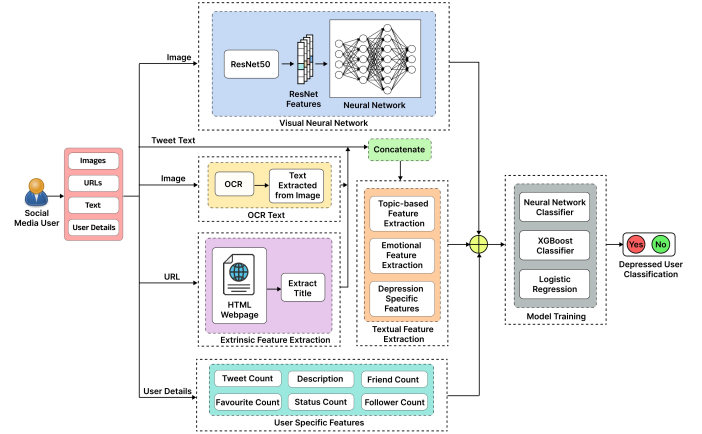 Image
ResNet50
ResNet
Features
Neural Network
Visual Neural Network
Tweet Text
Concatenate
Images
URLs
Text
User Details
Social
Media User
Image
OCR
Text
Extracted
from Image
OCR Text
URL
HTML
Webpage
Extract
Title
Extrinsic Feature Extraction
Topic-based
Feature
Extraction
Emotional
Feature
Extraction
Depression
Specific
Features
Textual Feature
Extraction
Neural Network
Classifier
XGBoost
Classifier
Logistic
Regression
Model Training
Yes
No
Depressed User
Classification
User Details
Tweet Count
Description
Friend Count
Favourite Count
Status Count
Follower Count
User Specific Features